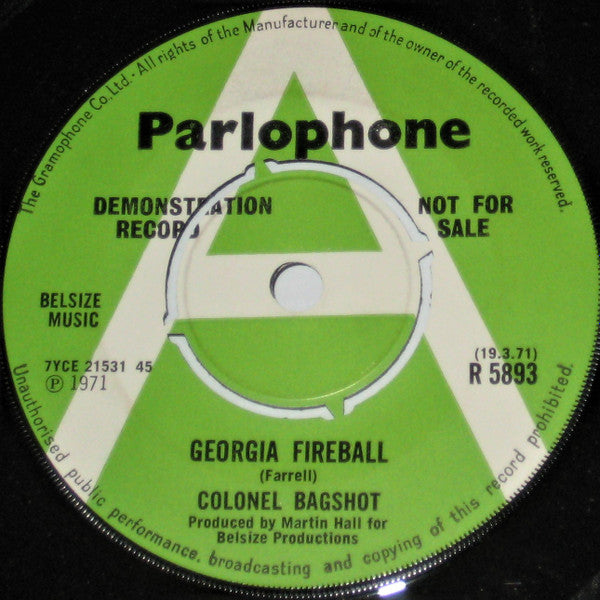 The Gramophone Co. Ltd. · All rights of the Manufacturer and of the owner of the recorded work reserved.
Parlophone
DEMONSTRATION RECORD
NOT FOR SALE
BELSIZE MUSIC
7YCE 21531 45
Ⓟ 1971
(19.3.71)
R 5893
GEORGIA FIREBALL
(Farrell)
COLONEL BAGSHOT
Produced by Martin Hall for
Belsize Productions
Unauthorised public performance, broadcasting and copying of this record prohibited.
A